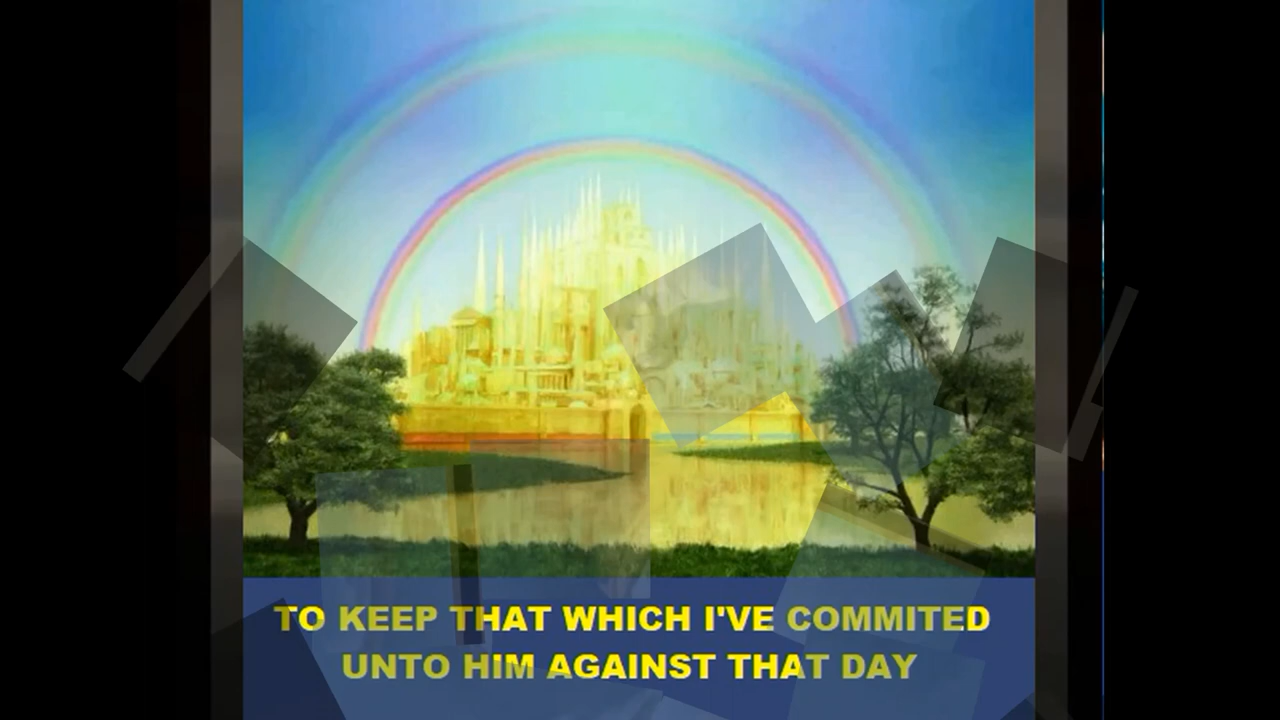 TO KEEP THAT WHICH I'VE COMMITED
UNTO HIM AGAINST THAT DAY